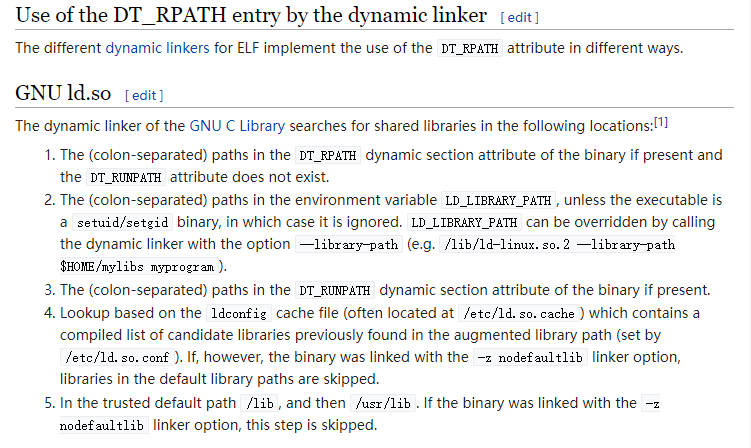 Use of the DT_RPATH entry by the dynamic linker [ edit ]
The different dynamic linkers for ELF implement the use of the DT_RPATH attribute in different ways.
GNU ld.so [ edit ]
The dynamic linker of the GNU C Library searches for shared libraries in the following locations:[1]
1. The (colon-separated) paths in the DT_RPATH dynamic section attribute of the binary if present and
the DT_RUNPATH attribute does not exist.
2. The (colon-separated) paths in the environment variable LD_LIBRARY_PATH , unless the executable is
a setuid/setgid binary, in which case it is ignored. LD_LIBRARY_PATH can be overridden by calling
the dynamic linker with the option --library-path (e.g. /lib/ld-linux.so.2 --library-path
$HOME/mylibs myprogram ).
3. The (colon-separated) paths in the DT_RUNPATH dynamic section attribute of the binary if present.
4. Lookup based on the ldconfig cache file (often located at /etc/ld.so.cache ) which contains a
compiled list of candidate libraries previously found in the augmented library path (set by
/etc/ld.so.conf ). If, however, the binary was linked with the -z nodefaultlib linker option,
libraries in the default library paths are skipped.
5. In the trusted default path /lib , and then /usr/lib . If the binary was linked with the -z
nodefaultlib linker option, this step is skipped.